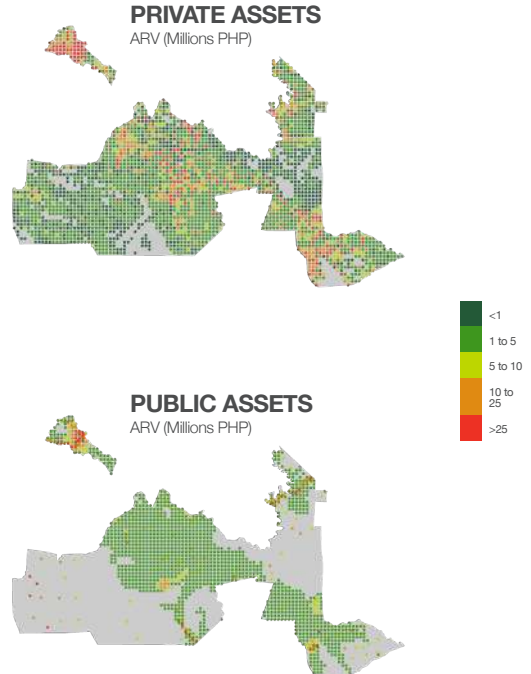 PRIVATE ASSETS
ARV (Millions PHP)
<1
1 to 5
5 to 10
10 to
25
>25
PUBLIC ASSETS
ARV (Millions PHP)